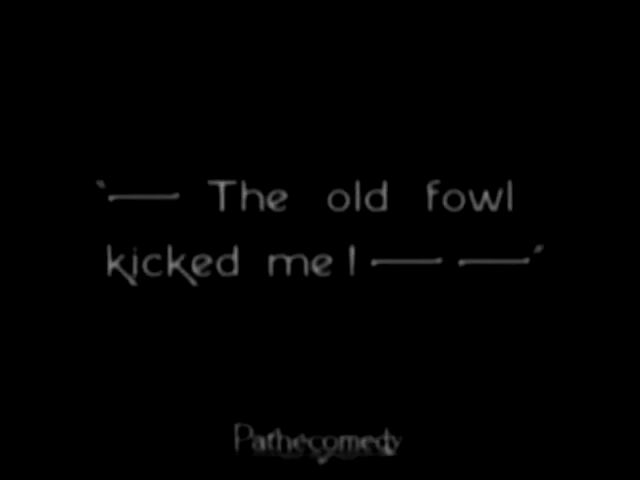 ‘—— The old fowl
kicked me! —— ——’
Pathecomedy